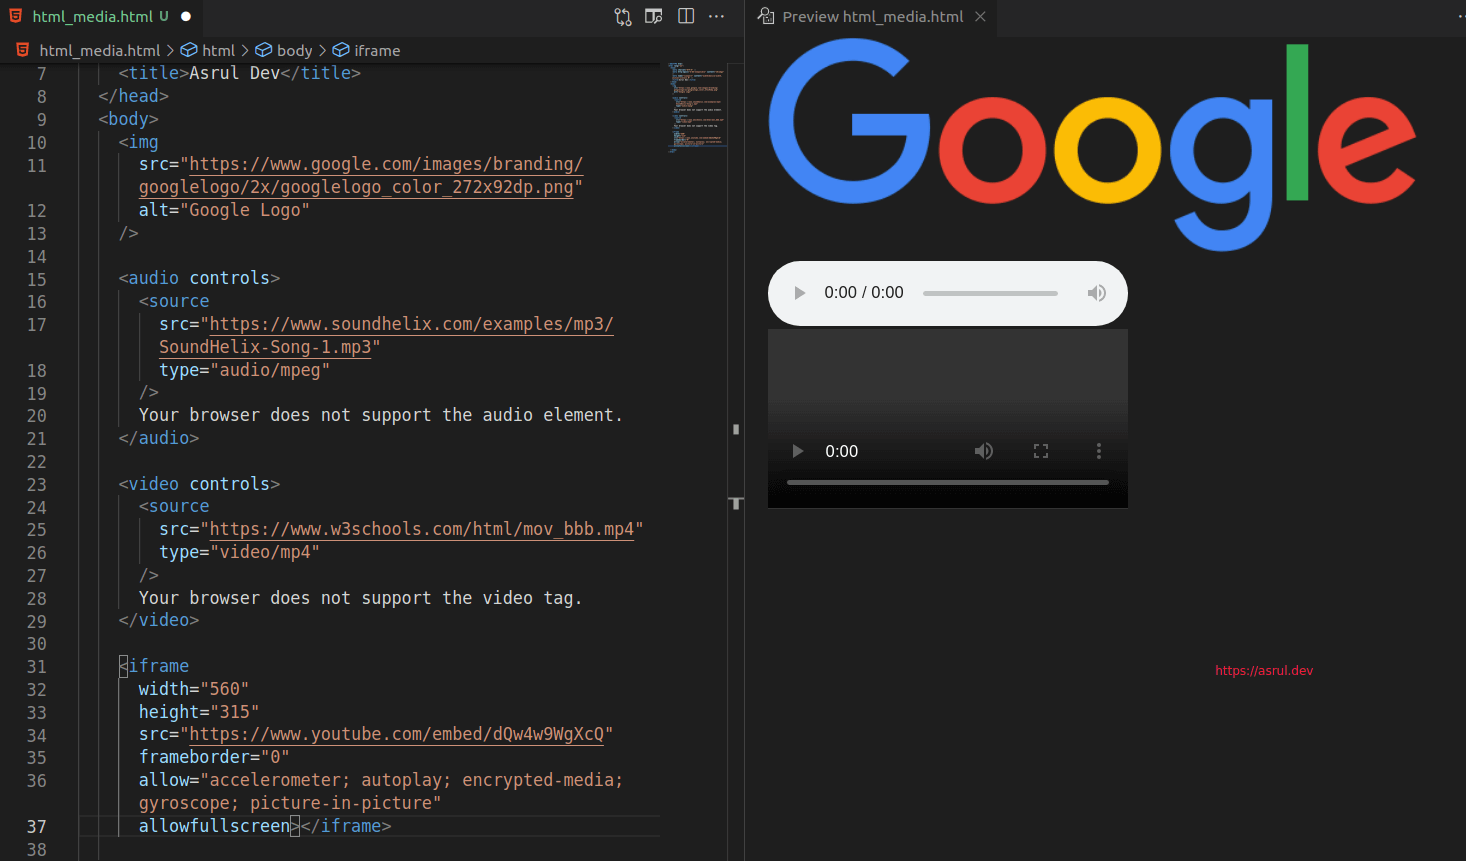 html_media.html U
html_media.html > html > body > iframe
7 <title>Asrul Dev</title>
8 </head>
9 <body>
10 <img
11 src="https://www.google.com/images/branding/
googlelogo/2x/googlelogo_color_272x92dp.png"
12 alt="Google Logo"
13 />
14
15 <audio controls>
16 <source
17 src="https://www.soundhelix.com/examples/mp3/
SoundHelix-Song-1.mp3"
18 type="audio/mpeg"
19 />
20 Your browser does not support the audio element.
21 </audio>
22
23 <video controls>
24 <source
25 src="https://www.w3schools.com/html/mov_bbb.mp4"
26 type="video/mp4"
27 />
28 Your browser does not support the video tag.
29 </video>
30
31 <iframe
32 width="560"
33 height="315"
34 src="https://www.youtube.com/embed/dQw4w9WgXcQ"
35 frameborder="0"
36 allow="accelerometer; autoplay; encrypted-media;
gyroscope; picture-in-picture"
37 allowfullscreen></iframe>
38
Preview html_media.html
Google
0:00 / 0:00
0:00
https://asrul.dev